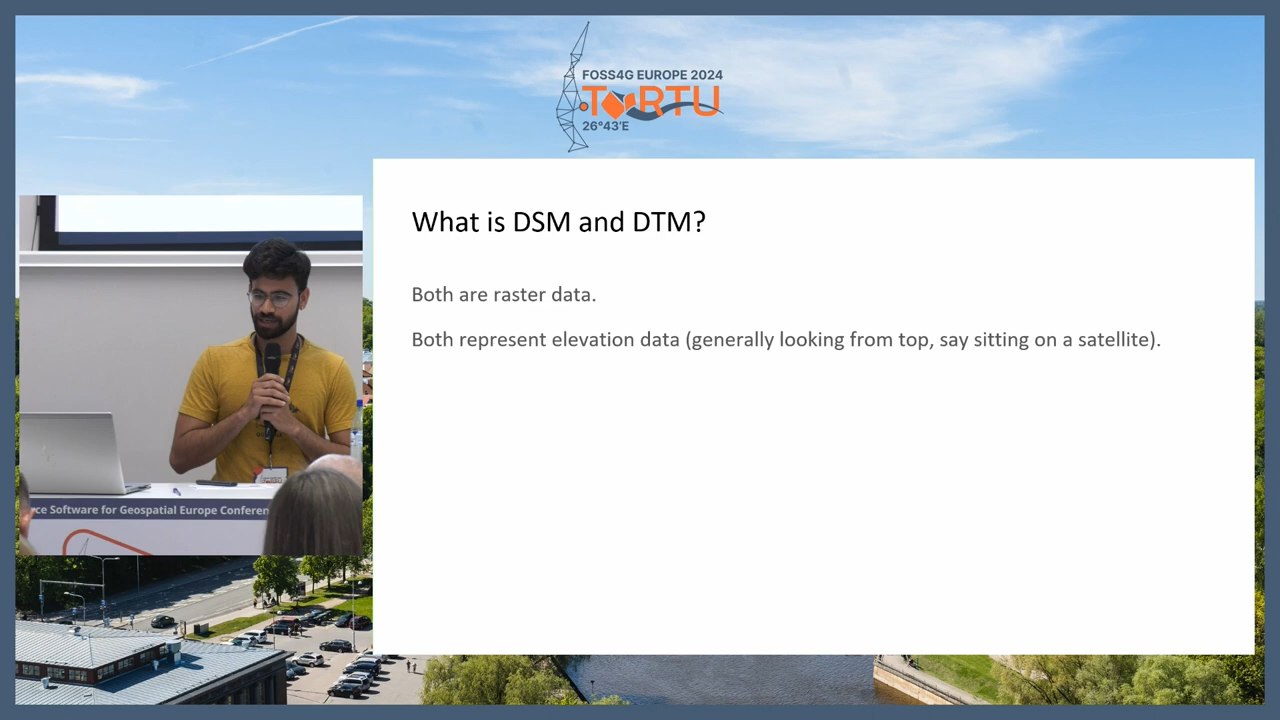 FOSS4G EUROPE 2024
TARTU
26°43'E
What is DSM and DTM?
Both are raster data.
Both represent elevation data (generally looking from top, say sitting on a satellite).
ce Software for Geospatial Europe Conferen